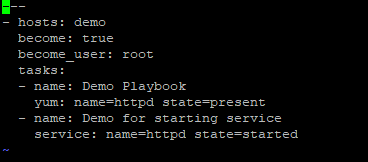 ---
- hosts: demo
  become: true
  become_user: root
  tasks:
  - name: Demo Playbook
    yum: name=httpd state=present
  - name: Demo for starting service
    service: name=httpd state=started
~